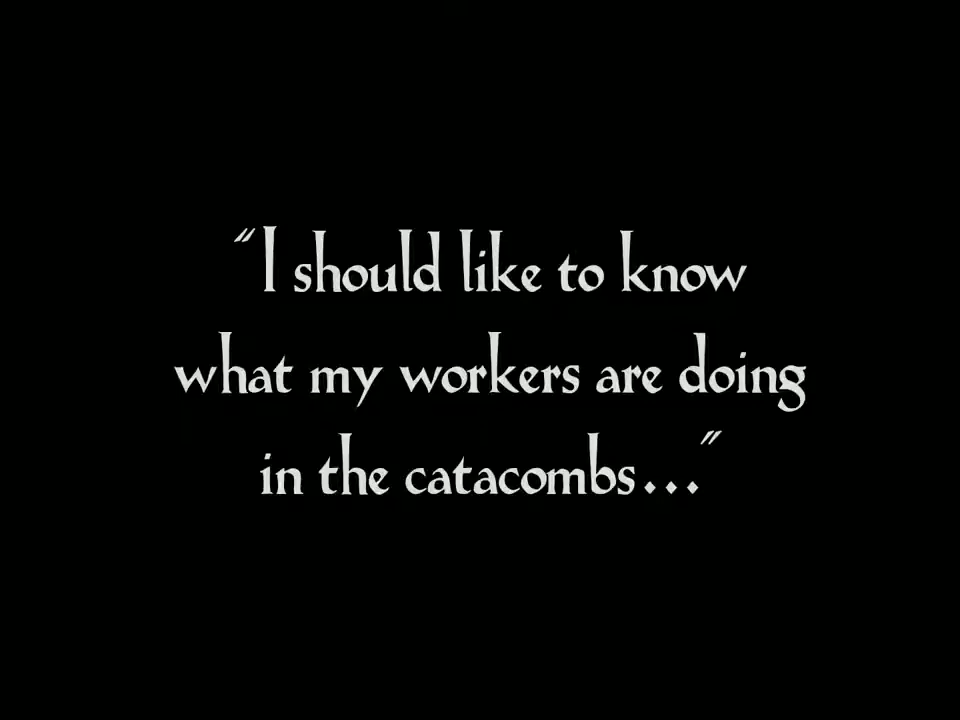 "I should like to know
what my workers are doing
in the catacombs..."